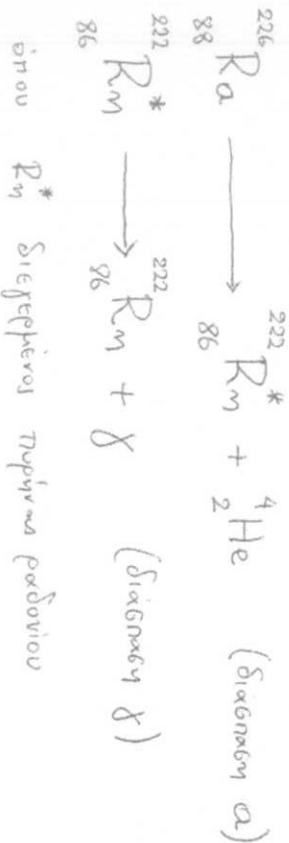 ²²⁶₈₈Ra ⟶ ²²²₈₆Rn* + ⁴₂He (διάσπαση α)
²²²₈₆Rn* ⟶ ²²²₈₆Rn + γ (διάσπαση γ)
όπου Rn* διεγερμένος πυρήνας ραδονίου